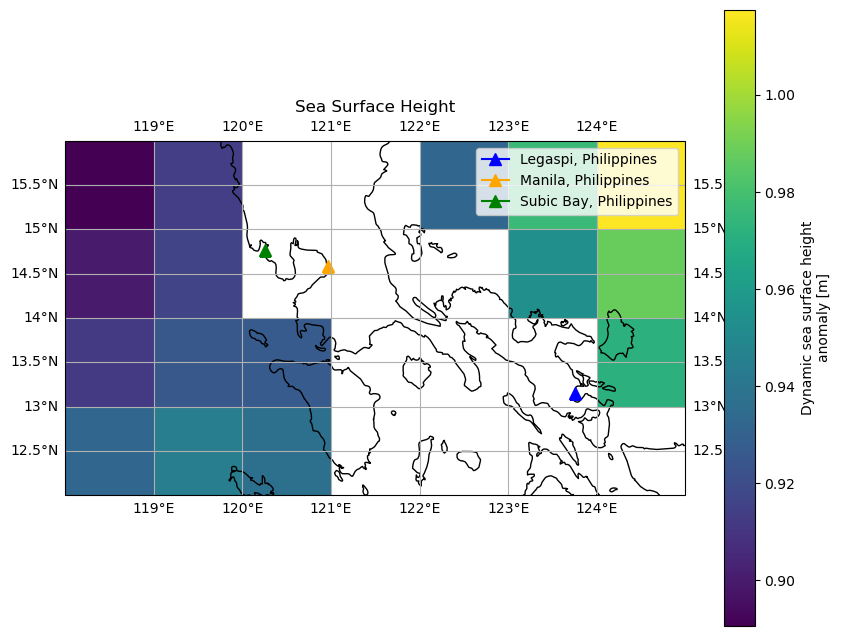 Sea Surface Height
119°E 120°E 121°E 122°E 123°E 124°E
Legaspi, Philippines
Manila, Philippines
Subic Bay, Philippines
15.5°N 15.5
15°N 15°
14.5°N 14.5
14°N 14°
13.5°N 13.5
13°N 13°
12.5°N 12.5
119°E 120°E 121°E 122°E 123°E 124°E
1.00
0.98
0.96
0.94
0.92
0.90
Dynamic sea surface height
anomaly [m]